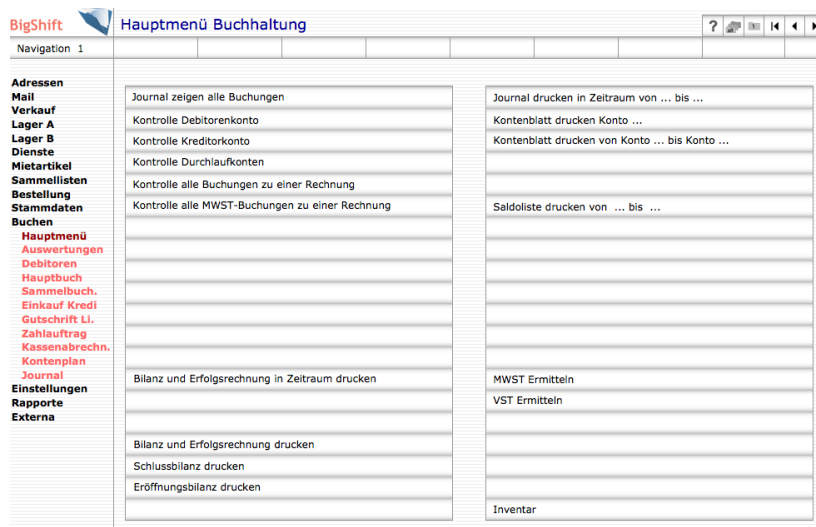 BigShift
Hauptmenü Buchhaltung
?
Navigation 1
Adressen
Mail
Verkauf
Lager A
Lager B
Dienste
Mietartikel
Sammellisten
Bestellung
Stammdaten
Buchen
Hauptmenü
Auswertungen
Debitoren
Hauptbuch
Sammelbuch.
Einkauf Kredi
Gutschrift Li.
Zahlauftrag
Kassenabrechn.
Kontenplan
Journal
Einstellungen
Rapporte
Externa
Journal zeigen alle Buchungen
Kontrolle Debitorenkonto
Kontrolle Kreditorkonto
Kontrolle Durchlaufkonten
Kontrolle alle Buchungen zu einer Rechnung
Kontrolle alle MWST-Buchungen zu einer Rechnung
Bilanz und Erfolgsrechnung in Zeitraum drucken
Bilanz und Erfolgsrechnung drucken
Schlussbilanz drucken
Eröffnungsbilanz drucken
Journal drucken in Zeitraum von ... bis ...
Kontenblatt drucken Konto ...
Kontenblatt drucken von Konto ... bis Konto ...
Saldoliste drucken von ... bis ...
MWST Ermitteln
VST Ermitteln
Inventar